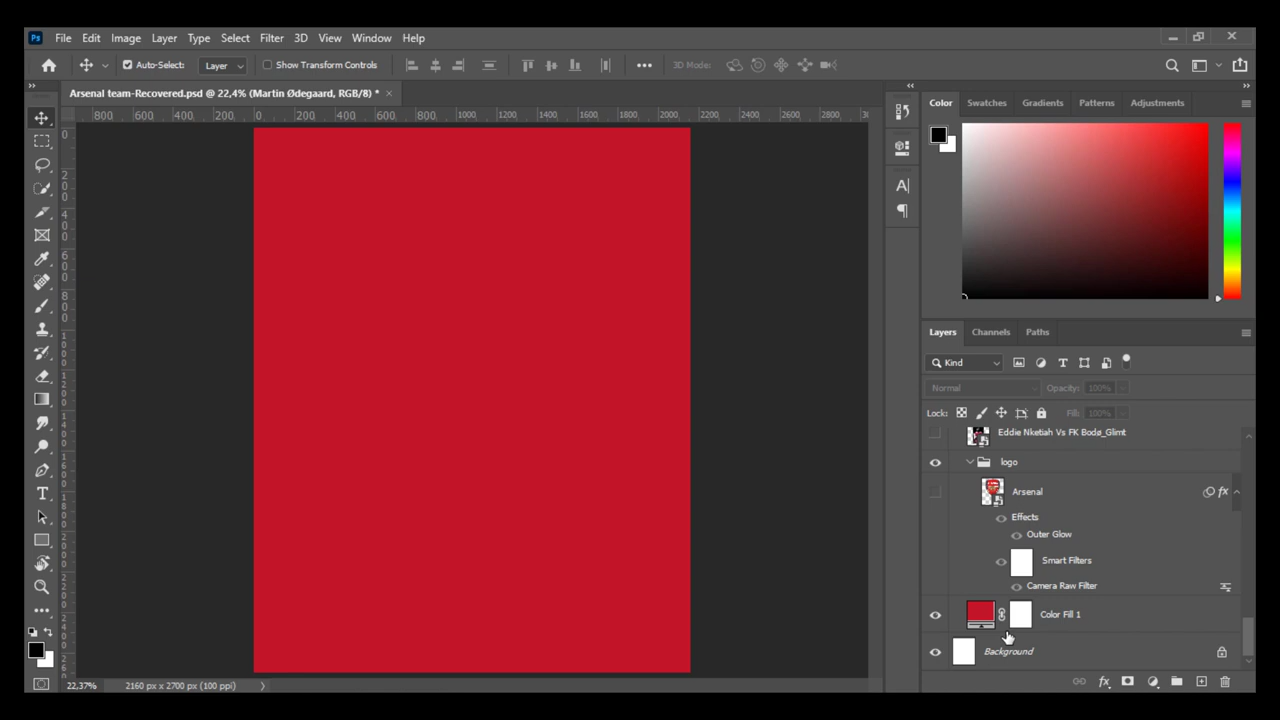 Ps File Edit Image Layer Type Select Filter 3D View Window Help
Auto-Select: Layer Show Transform Controls 3D Mode:
Arsenal team-Recovered.psd @ 22,4% (Martin Ødegaard, RGB/8) *
800 600 400 200 0 200 400 600 800 1000 1200 1400 1600 1800 2000 2200 2400 2600 2800
Color Swatches Gradients Patterns Adjustments
Layers Channels Paths
Kind
Normal Opacity: 100%
Lock: Fill: 100%
Eddie Nketiah Vs FK Bodø_Glimt
logo
Arsenal fx
Effects
Outer Glow
Smart Filters
Camera Raw Filter
Color Fill 1
Background
22,37% 2160 px x 2700 px (100 ppi)
fx